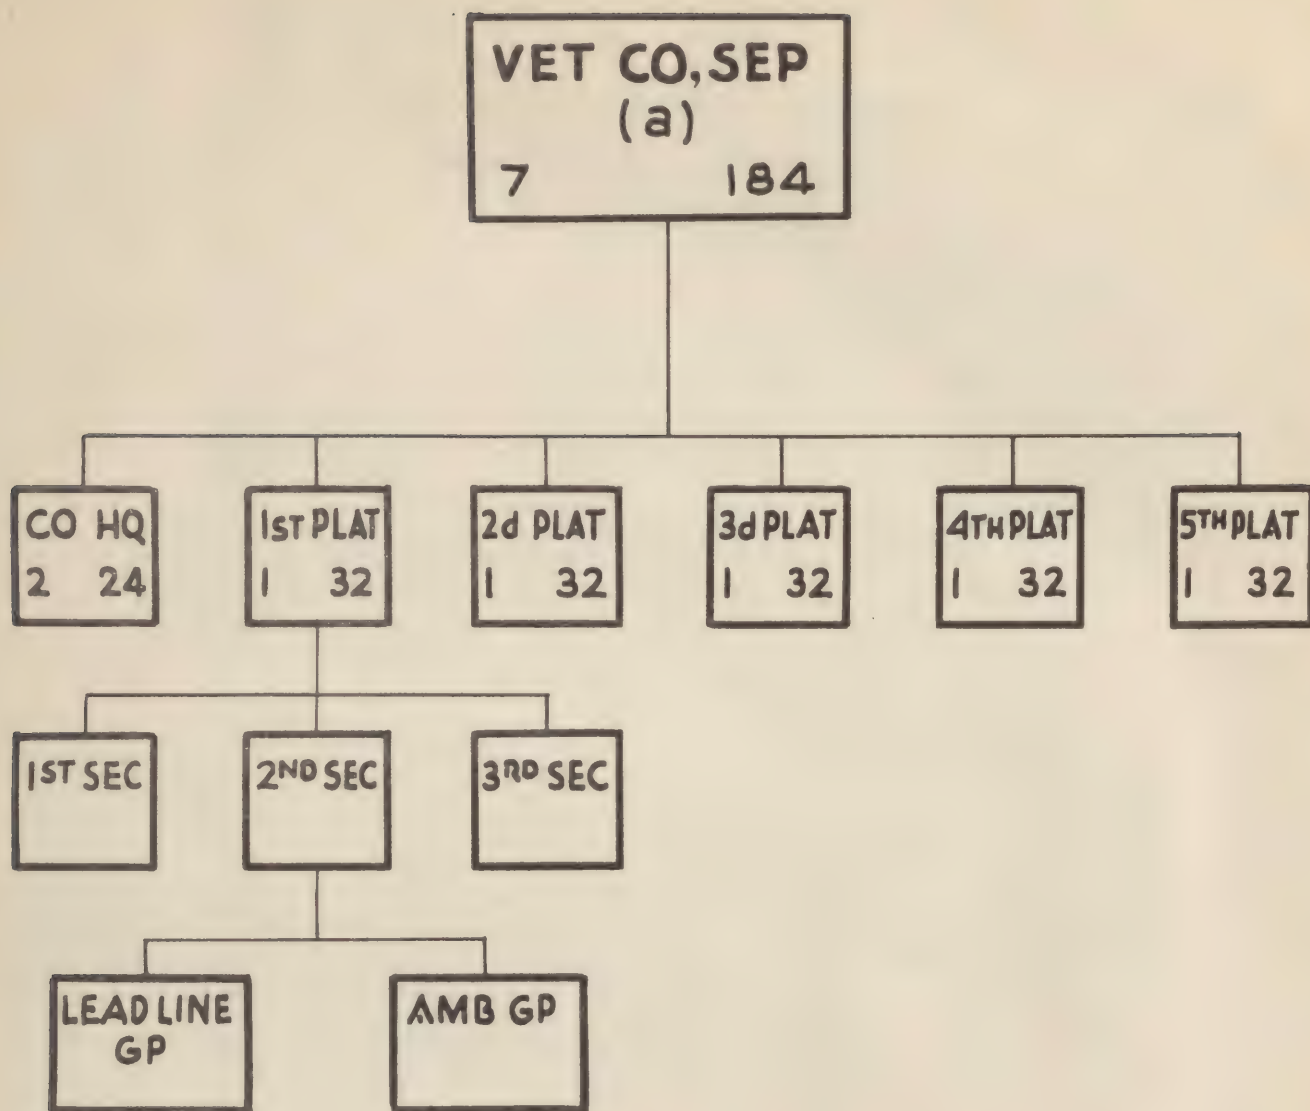 VET CO, SEP
(a)
7 184
CO HQ
2 24
1ST PLAT
1 32
2d PLAT
1 32
3d PLAT
1 32
4TH PLAT
1 32
5TH PLAT
1 32
1ST SEC
2ND SEC
3RD SEC
LEAD LINE
GP
AMB GP